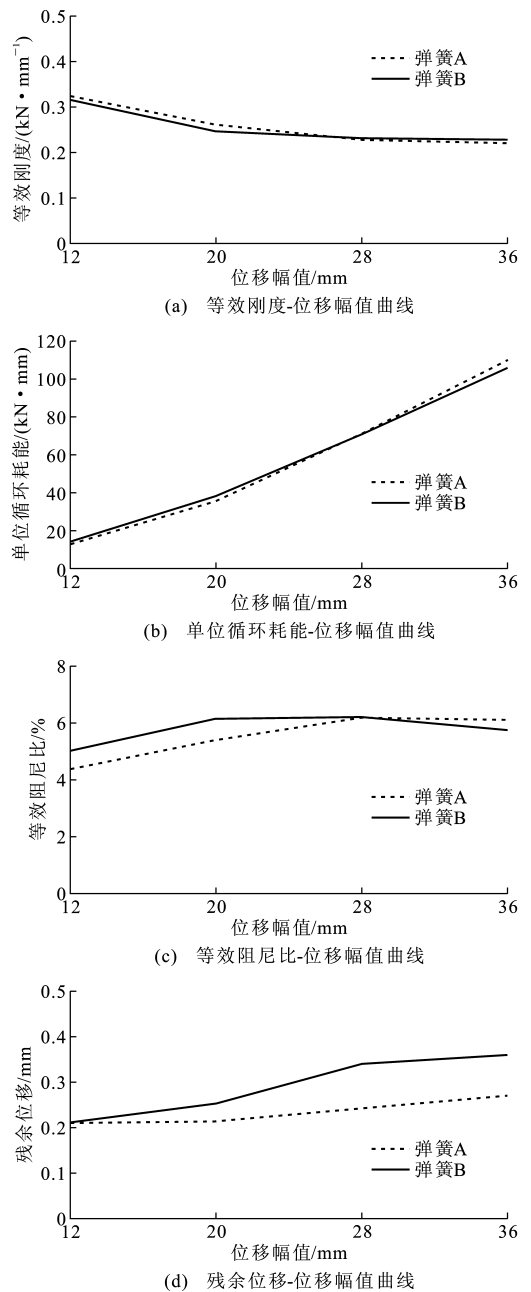 0.5
0.4
0.3
0.2
0.1
0
等效刚度/(kN·mm⁻¹)
弹簧A
弹簧B
12 20 28 36
位移幅值/mm
(a) 等效刚度-位移幅值曲线
120
100
80
60
40
20
0
单位循环耗能/(kN·mm)
弹簧A
弹簧B
12 20 28 36
位移幅值/mm
(b) 单位循环耗能-位移幅值曲线
8
6
4
2
0
等效阻尼比/%
弹簧A
弹簧B
12 20 28 36
位移幅值/mm
(c) 等效阻尼比-位移幅值曲线
0.5
0.4
0.3
0.2
0.1
0
残余位移/mm
弹簧A
弹簧B
12 20 28 36
位移幅值/mm
(d) 残余位移-位移幅值曲线